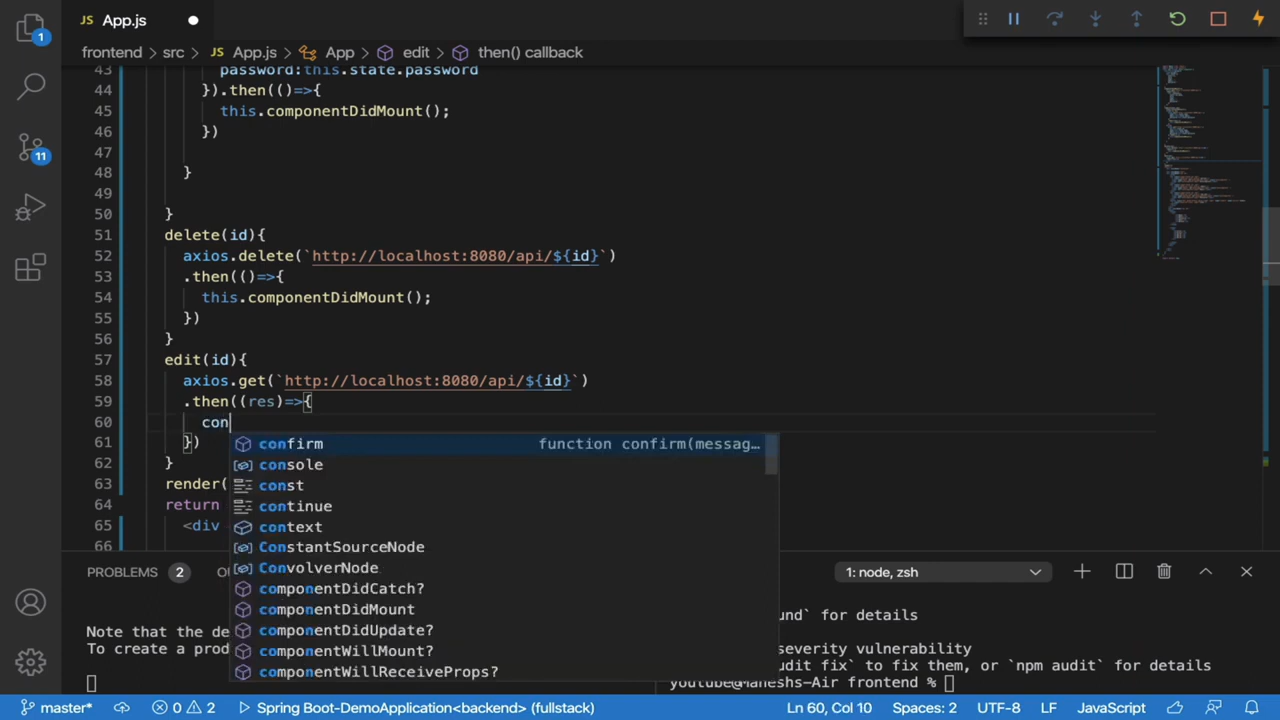 JS App.js
1
frontend > src > JS App.js > App > edit > then() callback
43 password:this.state.password
44 }).then(()=>{
45 this.componentDidMount();
46 })
47
48 }
49
50 }
51 delete(id){
52 axios.delete(`http://localhost:8080/api/${id}`)
53 .then(()=>{
54 this.componentDidMount();
55 })
56 }
57 edit(id){
58 axios.get(`http://localhost:8080/api/${id}`)
59 .then((res)=>{
60 con
61 })
62 }
63 render(
64 return
65 <div
66
11
confirm function confirm(messag…
console
const
continue
context
ConstantSourceNode
ConvolverNode
componentDidCatch?
componentDidMount
componentDidUpdate?
componentWillMount?
componentWillReceiveProps?
PROBLEMS 2 OU 1: node, zsh
Note that the de
To create a prod
ound` for details
severity vulnerability
audit fix` to fix them, or `npm audit` for details
youtube@Maheshs-Air frontend %
master* 0 2 Spring Boot-DemoApplication<backend> (fullstack) Ln 60, Col 10 Spaces: 2 UTF-8 LF JavaScript